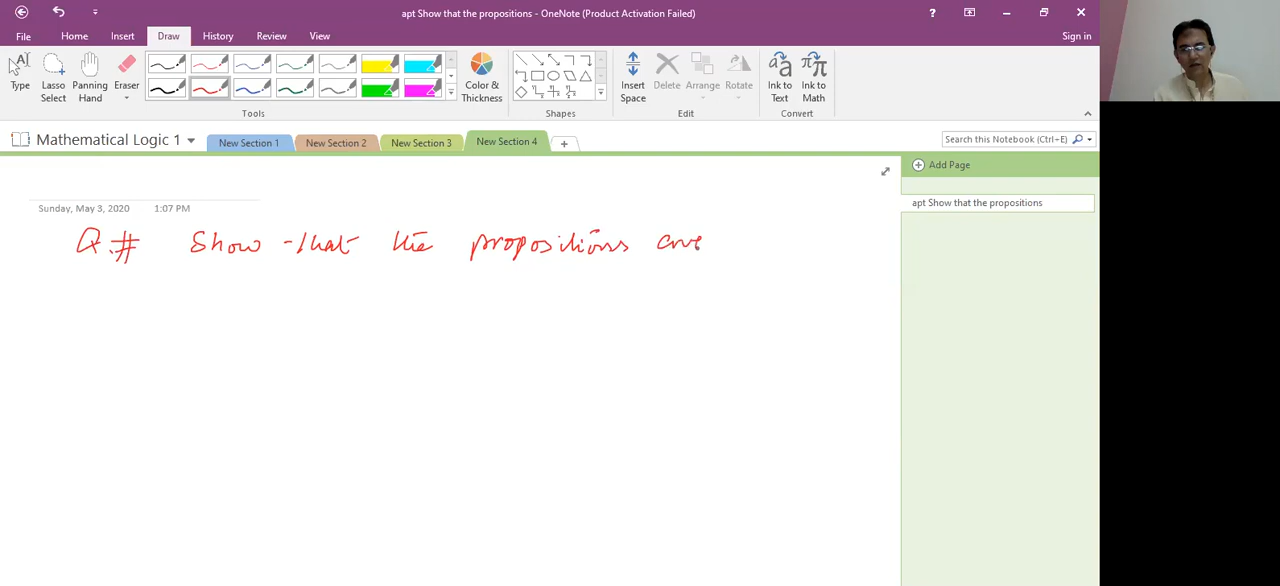 apt Show that the propositions - OneNote (Product Activation Failed)
?
File Home Insert Draw History Review View Sign in
Type Lasso Select Panning Hand Eraser Color & Thickness Insert Space Delete Arrange Rotate Ink to Text Ink to Math
Tools Shapes Edit Convert
Mathematical Logic 1 New Section 1 New Section 2 New Section 3 New Section 4 + Search this Notebook (Ctrl+E)
Add Page
apt Show that the propositions
Sunday, May 3, 2020 1:07 PM
Q.# Show that the propositions are